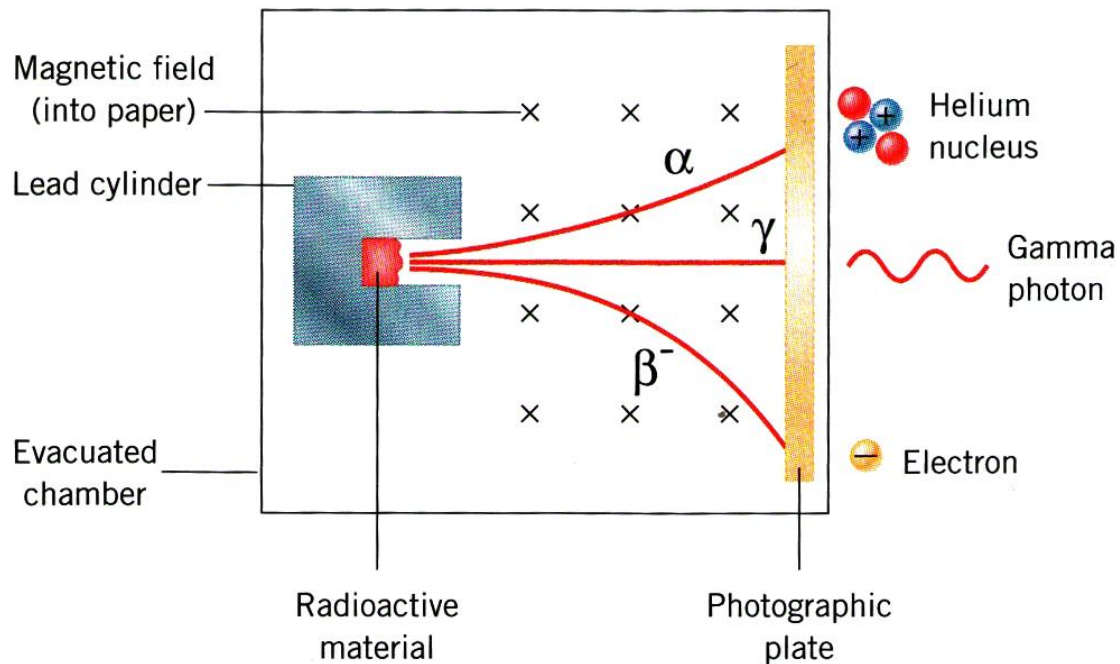 Magnetic field
(into paper)
Lead cylinder
Evacuated
chamber
Radioactive
material
α
γ
β⁻
Photographic
plate
+
+
Helium
nucleus
Gamma
photon
−
Electron